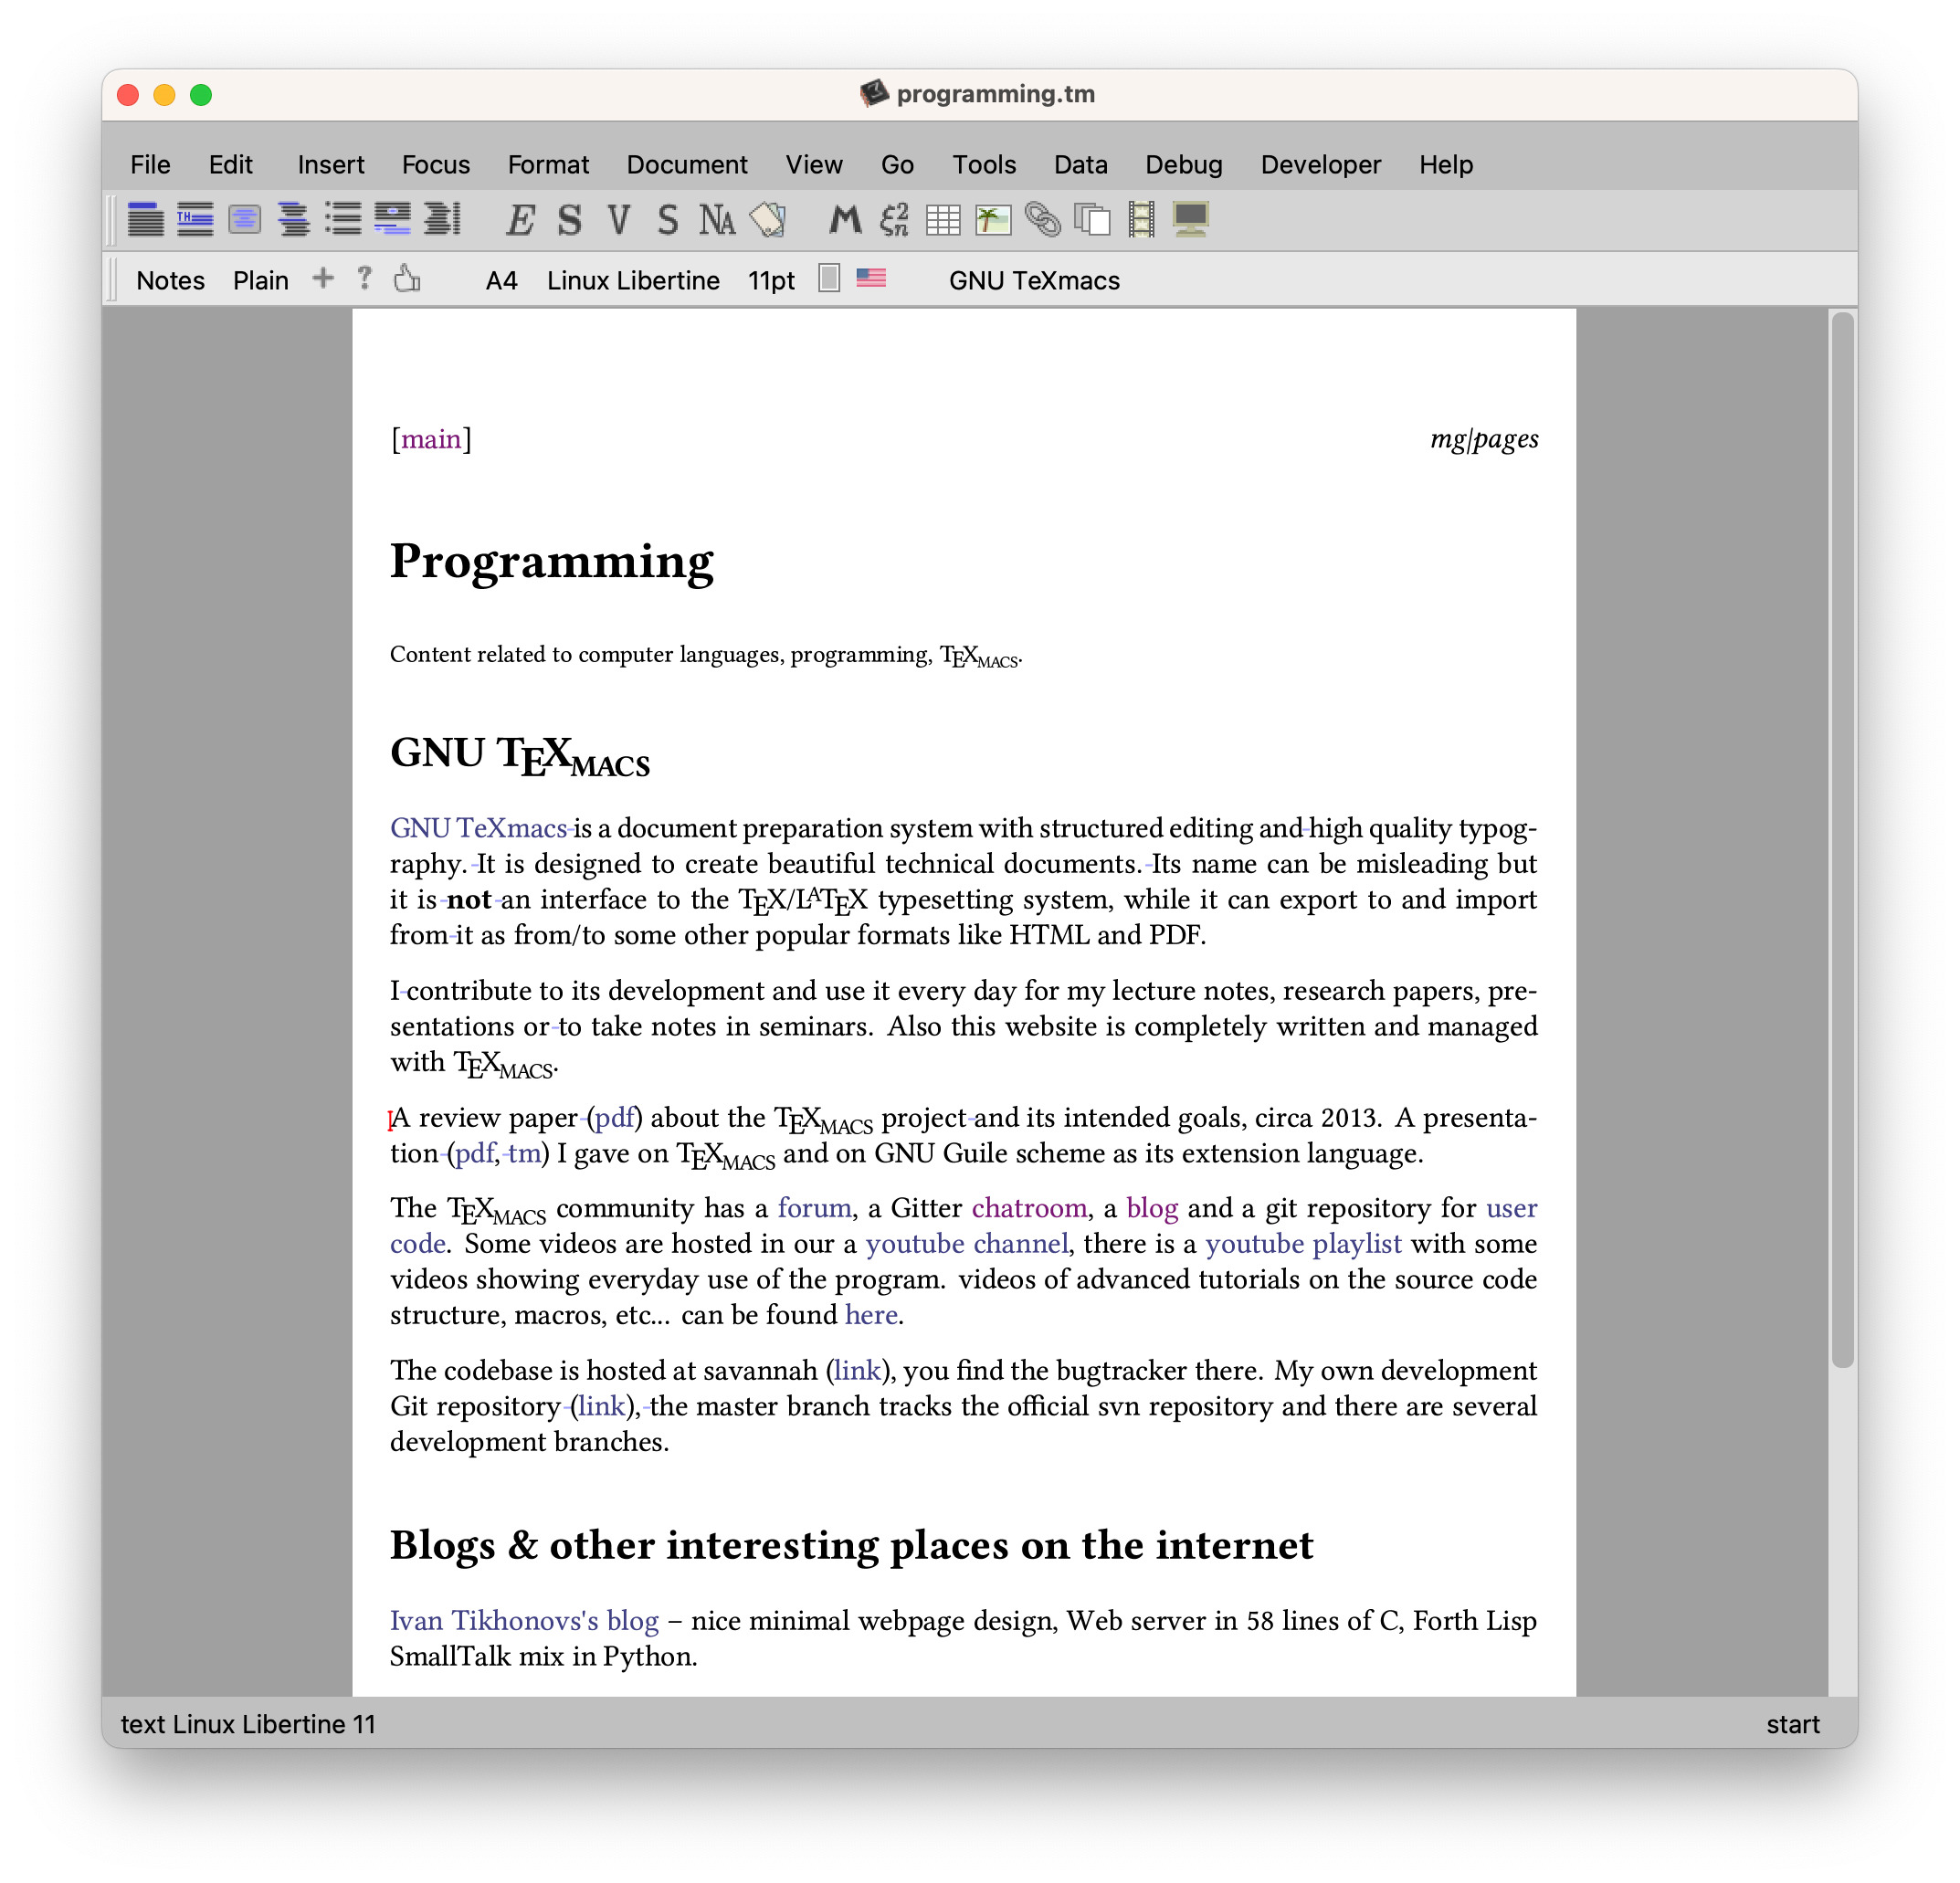 programming.tm
File Edit Insert Focus Format Document View Go Tools Data Debug Developer Help
Notes Plain + ? A4 Linux Libertine 11pt GNU TeXmacs
[main] mg|pages
Programming
Content related to computer languages, programming, TEXMACS.
GNU TEXMACS
GNU TeXmacs is a document preparation system with structured editing and high quality typog-
raphy. It is designed to create beautiful technical documents. Its name can be misleading but
it is not an interface to the TEX/LATEX typesetting system, while it can export to and import
from it as from/to some other popular formats like HTML and PDF.
I contribute to its development and use it every day for my lecture notes, research papers, pre-
sentations or to take notes in seminars. Also this website is completely written and managed
with TEXMACS.
A review paper (pdf) about the TEXMACS project and its intended goals, circa 2013. A presenta-
tion (pdf, tm) I gave on TEXMACS and on GNU Guile scheme as its extension language.
The TEXMACS community has a forum, a Gitter chatroom, a blog and a git repository for user
code. Some videos are hosted in our a youtube channel, there is a youtube playlist with some
videos showing everyday use of the program. videos of advanced tutorials on the source code
structure, macros, etc... can be found here.
The codebase is hosted at savannah (link), you find the bugtracker there. My own development
Git repository (link), the master branch tracks the official svn repository and there are several
development branches.
Blogs & other interesting places on the internet
Ivan Tikhonovs's blog – nice minimal webpage design, Web server in 58 lines of C, Forth Lisp
SmallTalk mix in Python.
text Linux Libertine 11 start